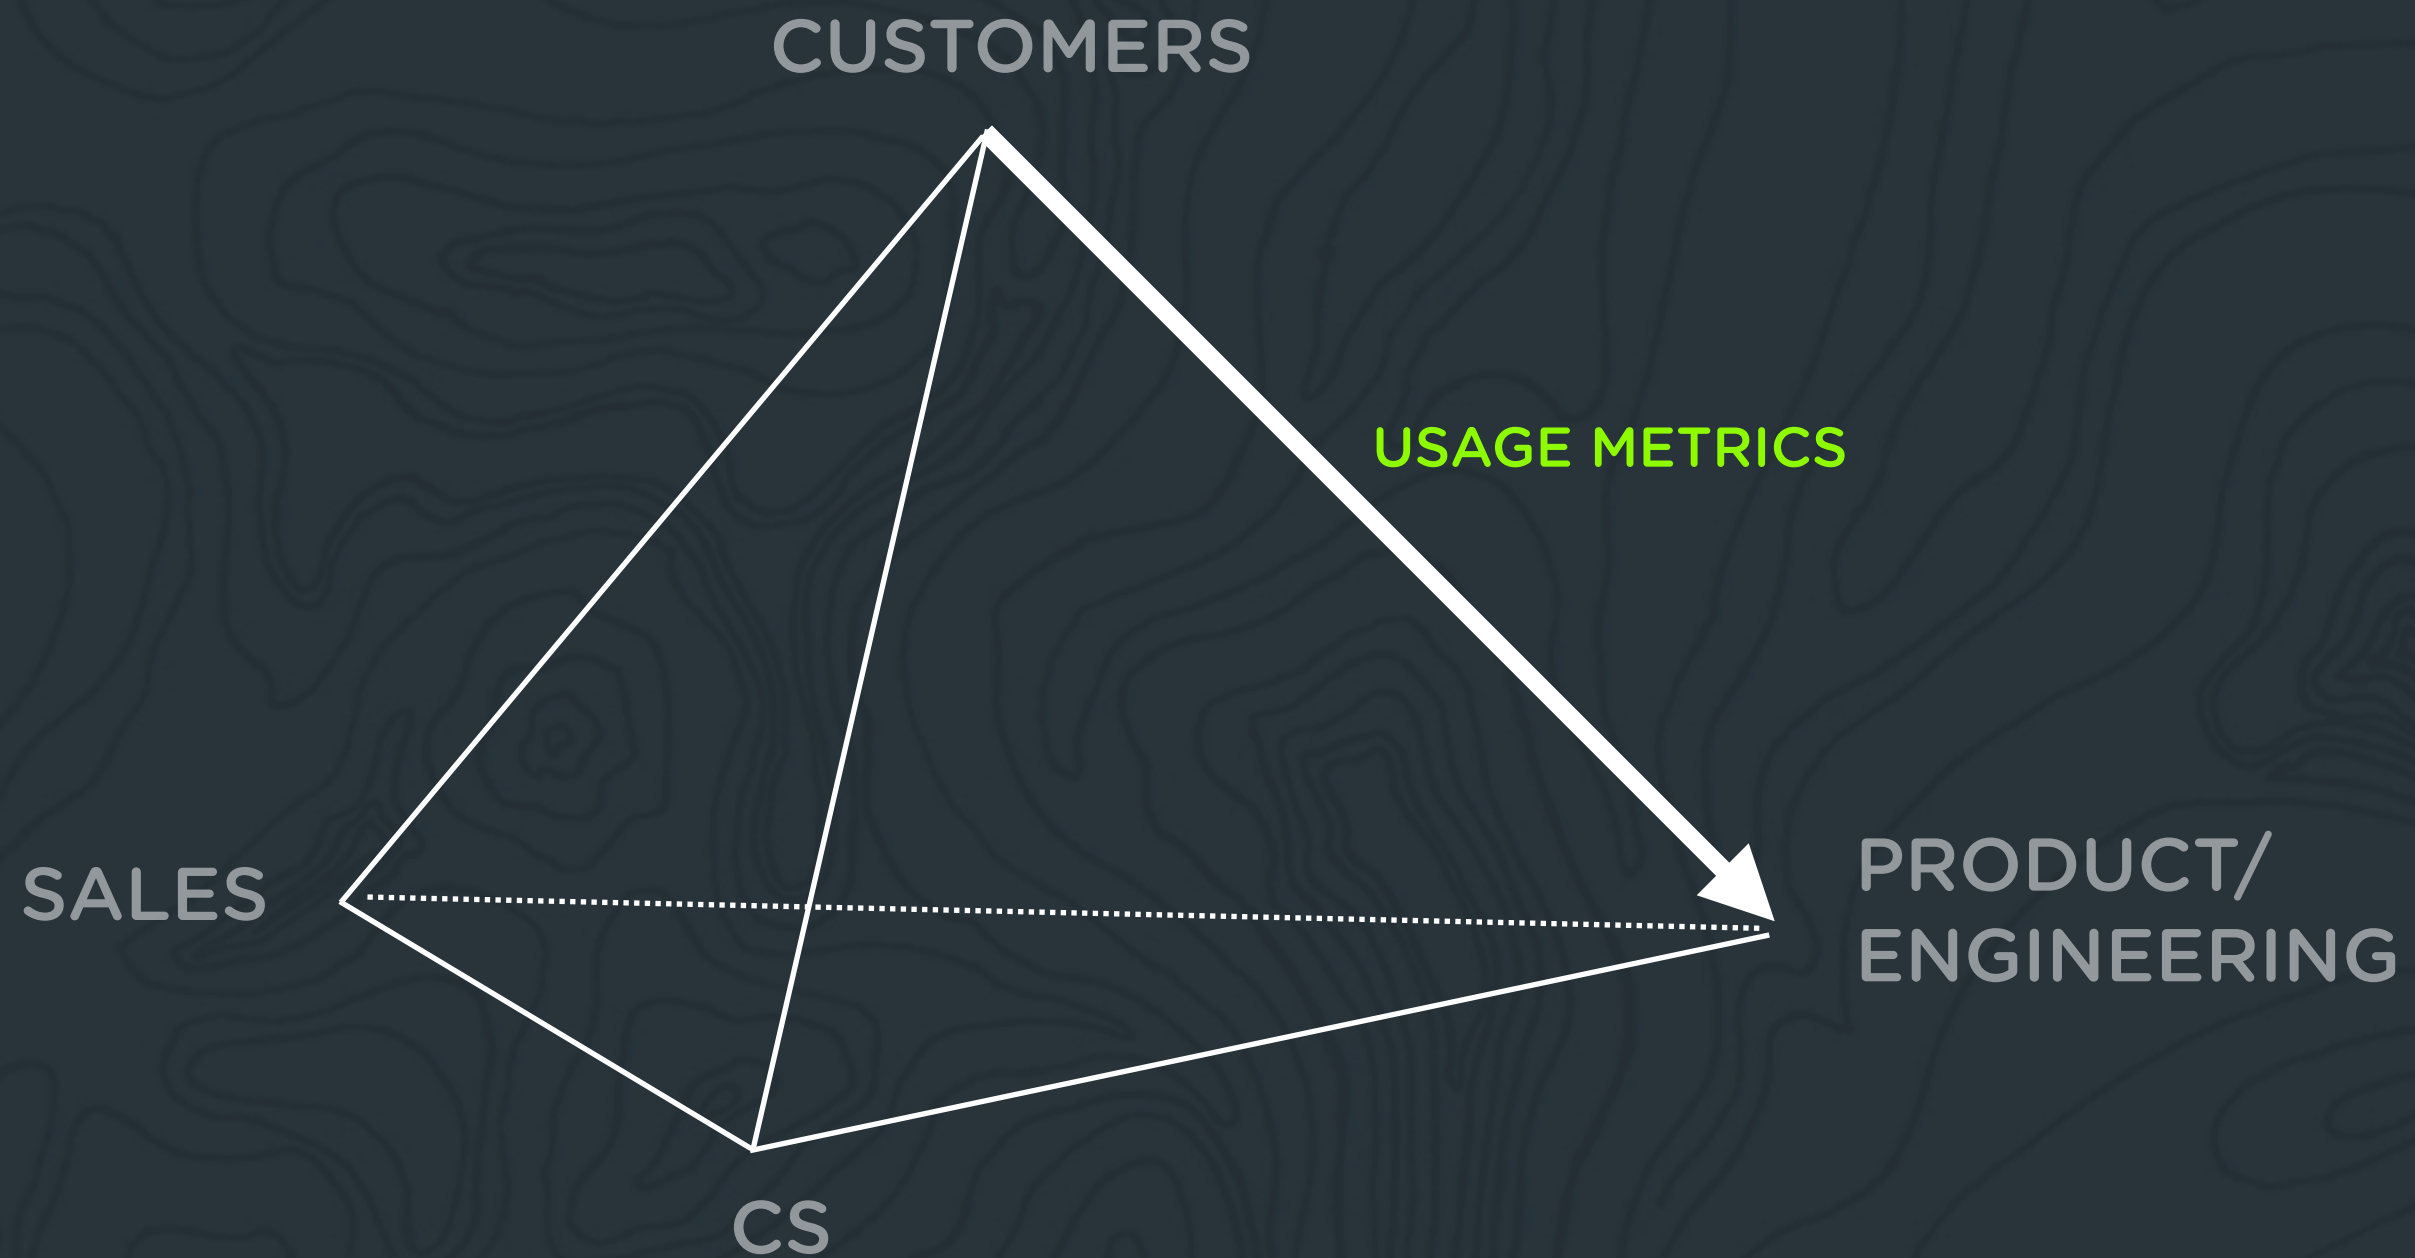 CUSTOMERS
USAGE METRICS
SALES
PRODUCT/
ENGINEERING
CS